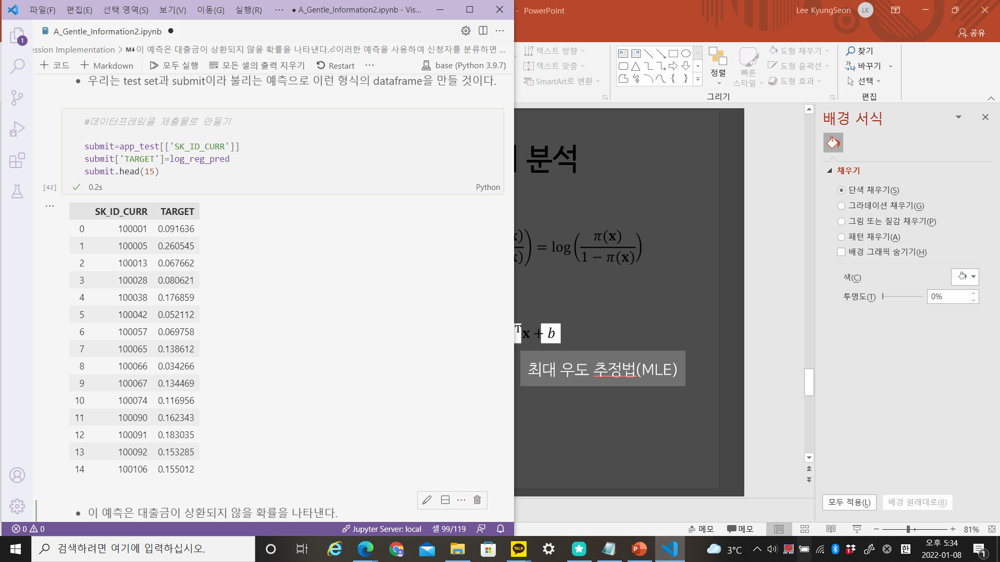 파일(F) 편집(E) 선택 영역(S) 보기(V) 이동(G) 실행(R) ··· ● A_Gentle_Information2.ipynb - Vis...
A_Gentle_Information2.ipynb ●
ession Implementation > M↓이 예측은 대출금이 상환되지 않을 확률을 나타낸다.⏎이러한 예측을 사용하여 신청자를 분류하면 ...
+ 코드 + Markdown 모두 실행 모든 셀의 출력 지우기 Restart ··· base (Python 3.9.7)
• 우리는 test set과 submit이라 불리는 예측으로 이런 형식의 dataframe을 만들 것이다.
#데이터프레임을 제출물로 만들기
submit=app_test[['SK_ID_CURR']]
submit['TARGET']=log_reg_pred
submit.head(15)
[42] ✓ 0.2s Python
SK_ID_CURR TARGET
0 100001 0.091636
1 100005 0.260545
2 100013 0.067662
3 100028 0.080621
4 100038 0.176859
5 100042 0.052112
6 100057 0.069758
7 100065 0.138612
8 100066 0.034266
9 100067 0.134469
10 100074 0.116956
11 100090 0.162343
12 100091 0.183035
13 100092 0.153285
14 100106 0.155012
• 이 예측은 대출금이 상환되지 않을 확률을 나타낸다.
0 0 Jupyter Server: local 셀 99/119
- PowerPoint
Lee KyungSeon LK
공유
텍스트 방향
텍스트 맞춤
SmartArt로 변환
정렬
빠른
스타일
도형 채우기
도형 윤곽선
도형 효과
그리기
찾기
바꾸기
선택
편집
분석
x) x) = log(π(x) / 1 − π(x))
ᵀx + b
최대 우도 추정법(MLE)
배경 서식
채우기
단색 채우기(S)
그라데이션 채우기(G)
그림 또는 질감 채우기(P)
패턴 채우기(A)
배경 그래픽 숨기기(H)
색(C)
투명도(T) 0%
모두 적용(L) 배경 원래대로(B)
메모 메모 81%
검색하려면 여기에 입력하십시오.
TALK
3°C
한
오후 5:34
2022-01-08
1
1